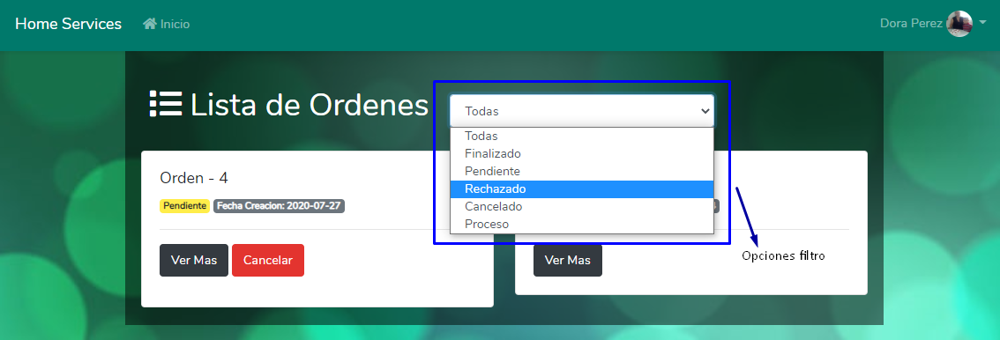 Home Services
Inicio
Dora Perez
Lista de Ordenes
Todas
Todas
Finalizado
Pendiente
Rechazado
Cancelado
Proceso
Orden - 4
Pendiente Fecha Creacion: 2020-07-27
Ver Mas Cancelar
Ver Mas
Opciones filtro